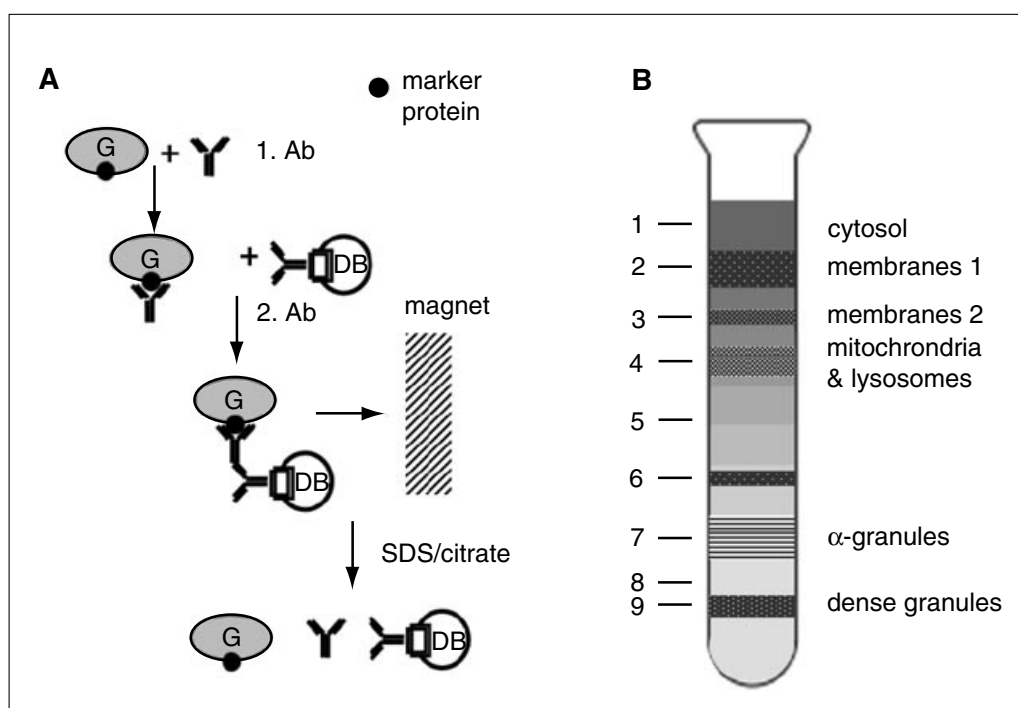 A
marker
protein
G
+
1. Ab
G
+
DB
2. Ab
magnet
G
DB
SDS/citrate
G
DB
B
1
cytosol
2
membranes 1
3
membranes 2
mitochrondria
4
& lysosomes
5
6
7
α-granules
8
9
dense granules